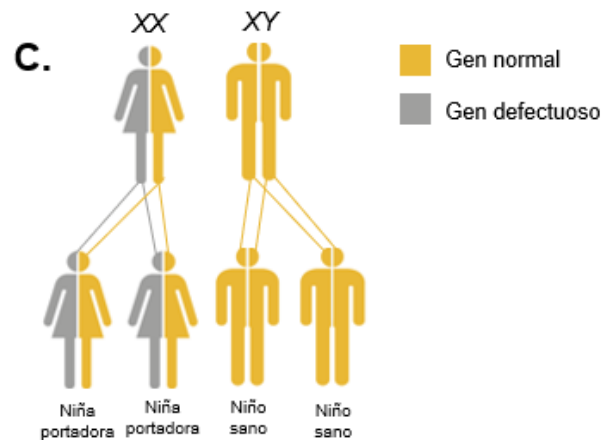 XX
XY
C.
Gen normal
Gen defectuoso
Niña
portadora
Niña
portadora
Niño
sano
Niño
sano